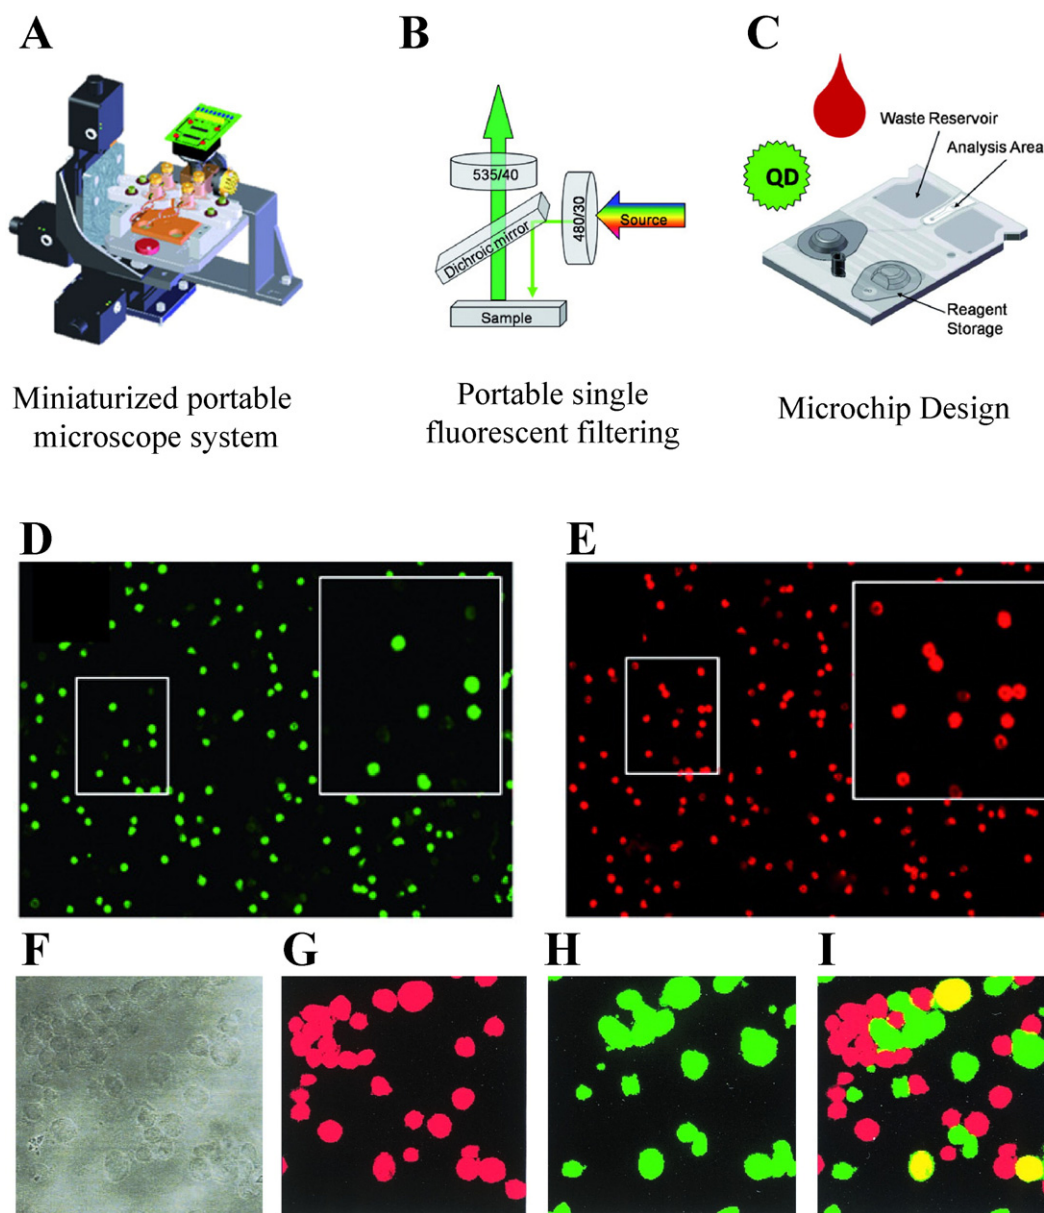 A
B
C
535/40
Dichroic mirror
480/30
Source
Sample
Waste Reservoir
Analysis Area
QD
Reagent
Storage
Miniaturized portable
microscope system
Portable single
fluorescent filtering
Microchip Design
D
E
F
G
H
I